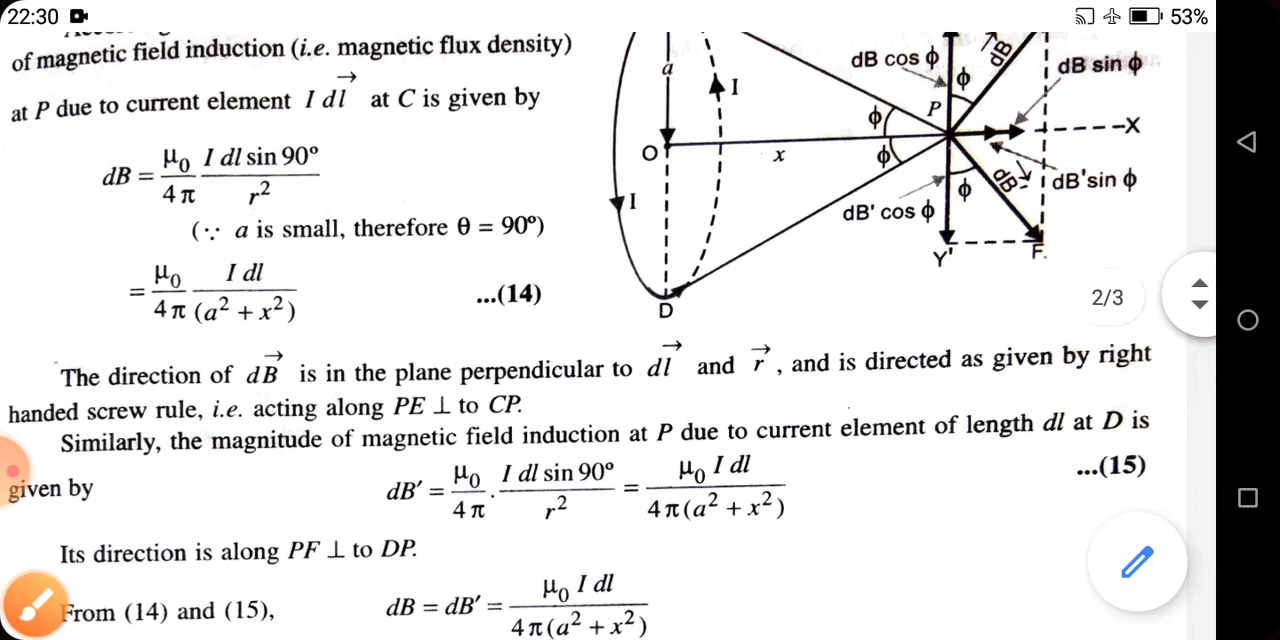 22:30
53%
of magnetic field induction (i.e. magnetic flux density)
at P due to current element I dl→ at C is given by
dB = μ₀/4π I dl sin 90°/r²
(∵ a is small, therefore θ = 90°)
= μ₀/4π I dl/(a² + x²) ...(14)
a
I
O
x
I
D
ϕ
ϕ
P
dB cos ϕ
ϕ
dB
dB sin ϕ
X
dB'sin ϕ
dB'
ϕ
dB' cos ϕ
Y'
F.
2/3
The direction of dB→ is in the plane perpendicular to dl→ and r→, and is directed as given by right
handed screw rule, i.e. acting along PE ⊥ to CP.
Similarly, the magnitude of magnetic field induction at P due to current element of length dl at D is
given by dB′ = μ₀/4π . I dl sin 90°/r² = μ₀ I dl/4π(a² + x²) ...(15)
Its direction is along PF ⊥ to DP.
From (14) and (15), dB = dB′ = μ₀ I dl/4π(a² + x²)